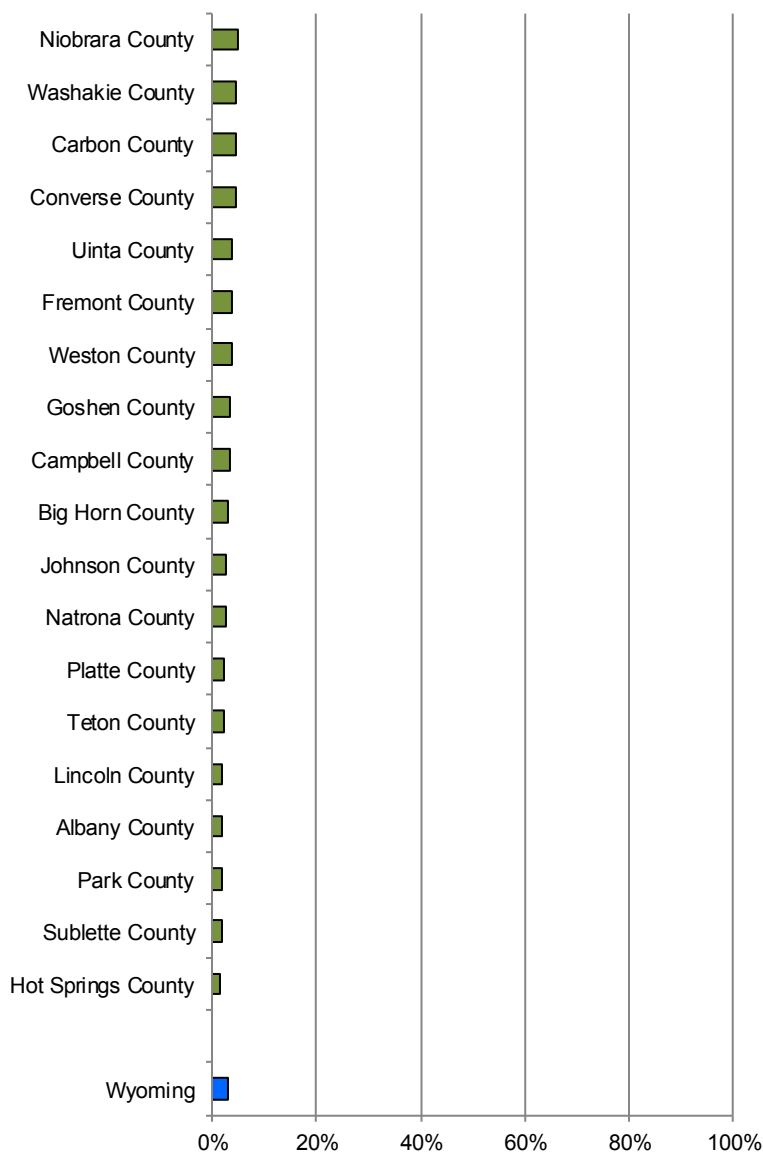 Niobrara County
Washakie County
Carbon County
Converse County
Uinta County
Fremont County
Weston County
Goshen County
Campbell County
Big Horn County
Johnson County
Natrona County
Platte County
Teton County
Lincoln County
Albany County
Park County
Sublette County
Hot Springs County
Wyoming
0% 20% 40% 60% 80% 100%